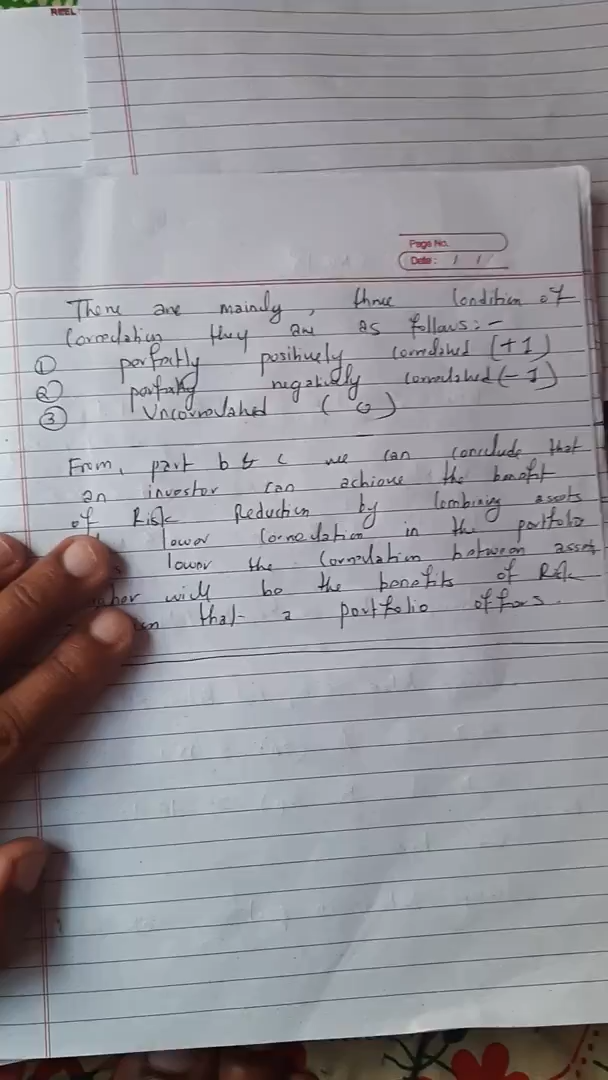 REEL
Page No.
Date : / /
There are mainly, three condition of
Correlation they are as follows:-
① perfectly positively correlated (+1)
② perfectly negatively correlated (-1)
③ Uncorrelated ( 0 )
From, part b & c we can conclude that
an investor can achieve the benefit
of Risk Reduction by combining assets
lower correlation in the portfolio
lower the correlation between asset
will be the benefits of Risk
that a portfolio offers.